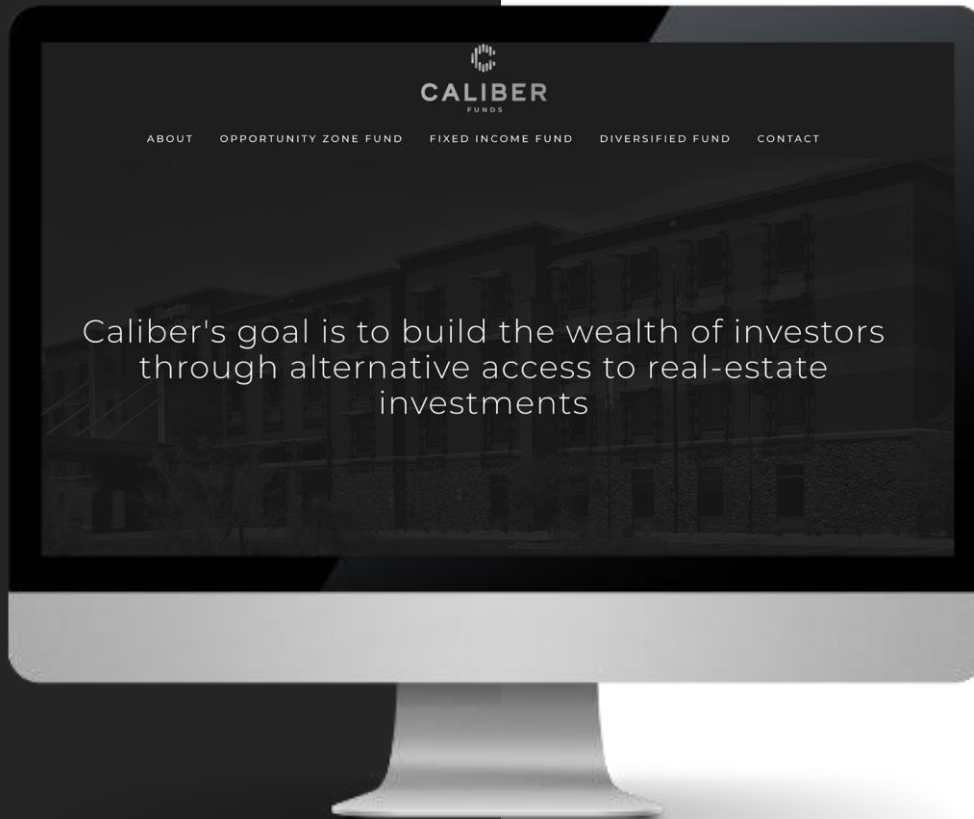 CALIBER
FUNDS
ABOUT OPPORTUNITY ZONE FUND FIXED INCOME FUND DIVERSIFIED FUND CONTACT
Caliber's goal is to build the wealth of investors
through alternative access to real-estate
investments